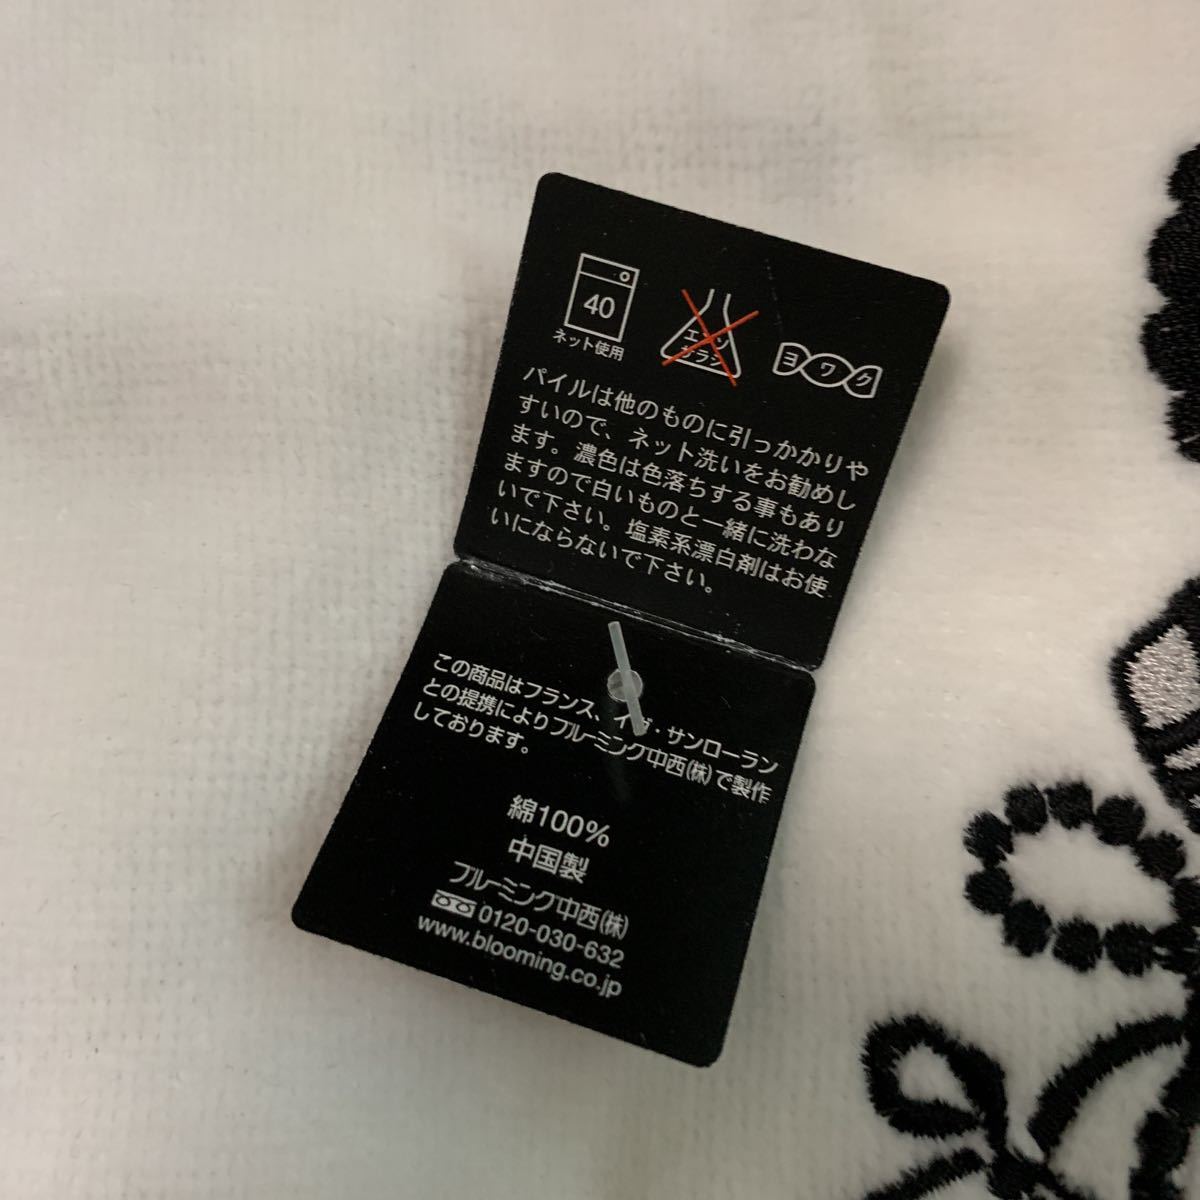 40
ネット使用
エンソ
サラシ
ヨワク
パイルは他のものに引っかかりや
すいので、ネット洗いをお勧めし
ます。濃色は色落ちする事もあり
ますので白いものと一緒に洗わな
いで下さい。塩素系漂白剤はお使
いにならないで下さい。
この商品はフランス、イヴ・サンローラン
との提携によりブルーミング中西(株)で製作
しております。
綿100%
中国製
ブルーミング中西(株)
0120-030-632
www.blooming.co.jp